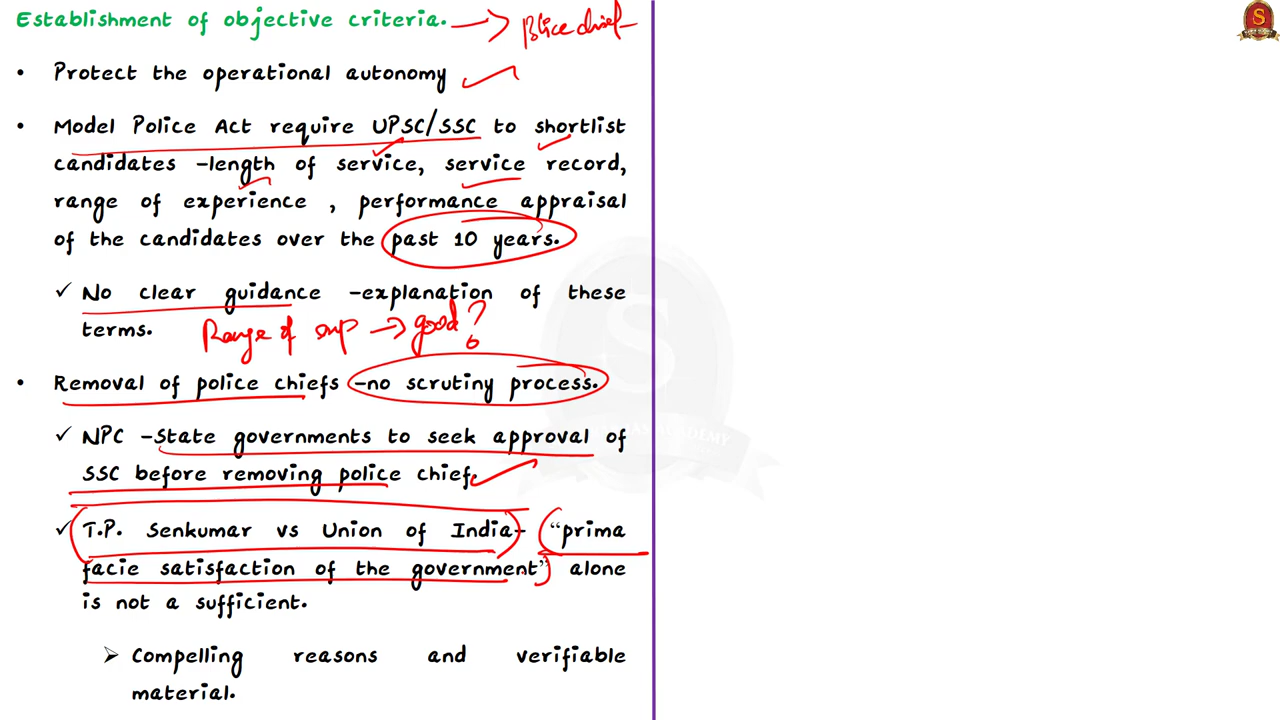 Establishment of objective criteria. → Police chief
• Protect the operational autonomy
• Model Police Act require UPSC/SSC to shortlist
candidates -length of service, service record,
range of experience , performance appraisal
of the candidates over the past 10 years.
✓ No clear guidance -explanation of these
terms.
Range of exp → good?
• Removal of police chiefs -no scrutiny process.
✓ NPC -State governments to seek approval of
SSC before removing police chief.
✓ T.P. Senkumar vs Union of India- “prima
facie satisfaction of the government” alone
is not a sufficient.
➢ Compelling reasons and verifiable
material.
S